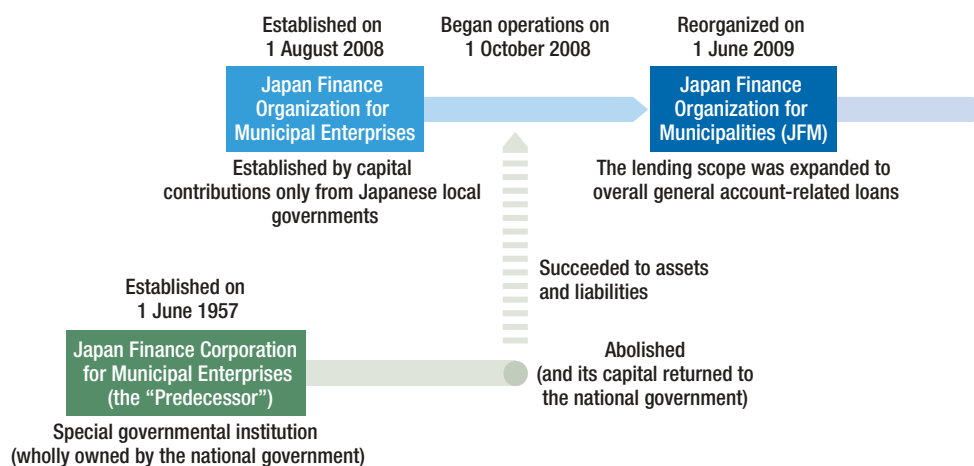 Established on
1 August 2008
Began operations on
1 October 2008
Reorganized on
1 June 2009
Japan Finance
Organization for
Municipal Enterprises
Japan Finance
Organization for
Municipalities (JFM)
Established by capital
contributions only from Japanese local
governments
The lending scope was expanded to
overall general account-related loans
Succeeded to assets
and liabilities
Established on
1 June 1957
Japan Finance Corporation
for Municipal Enterprises
(the “Predecessor”)
Abolished
(and its capital returned to
the national government)
Special governmental institution
(wholly owned by the national government)